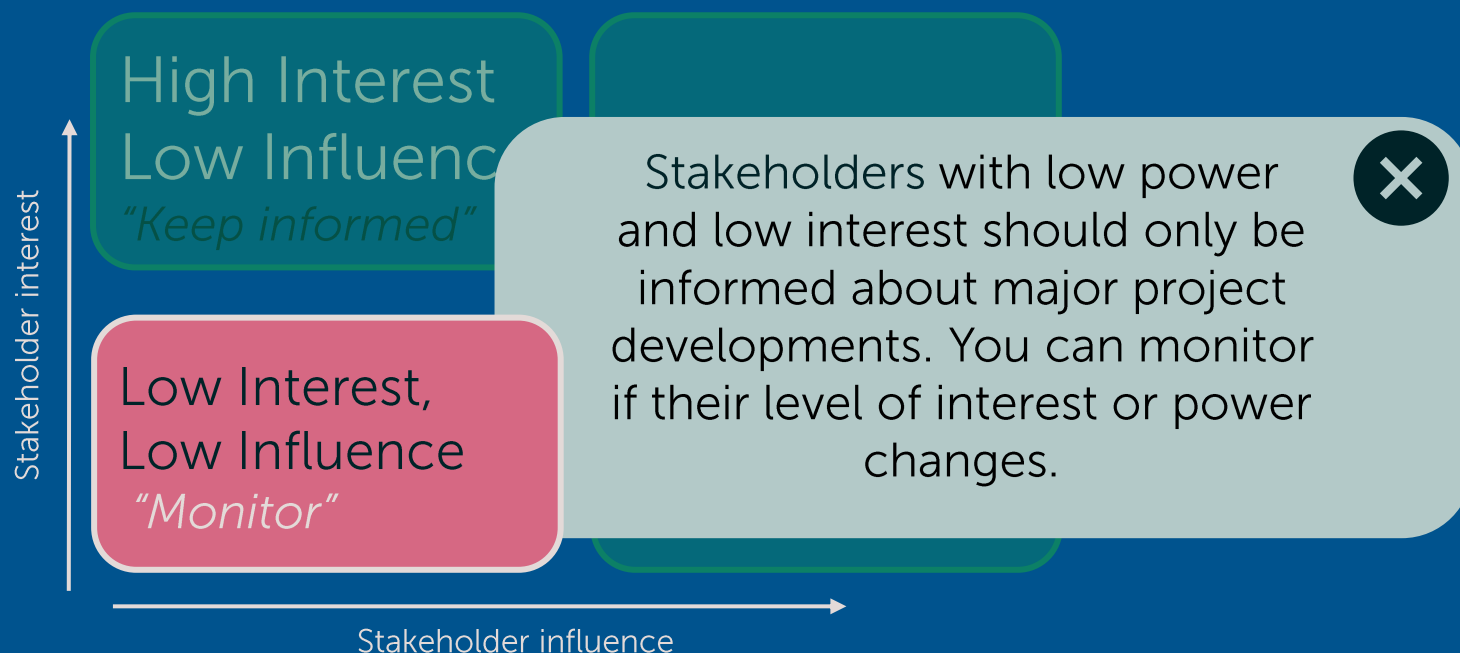 High Interest
Low Influenc
“Keep informed”
Stakeholders with low power
and low interest should only be
informed about major project
developments. You can monitor
if their level of interest or power
changes.
Low Interest,
Low Influence
“Monitor”
Stakeholder interest
Stakeholder influence